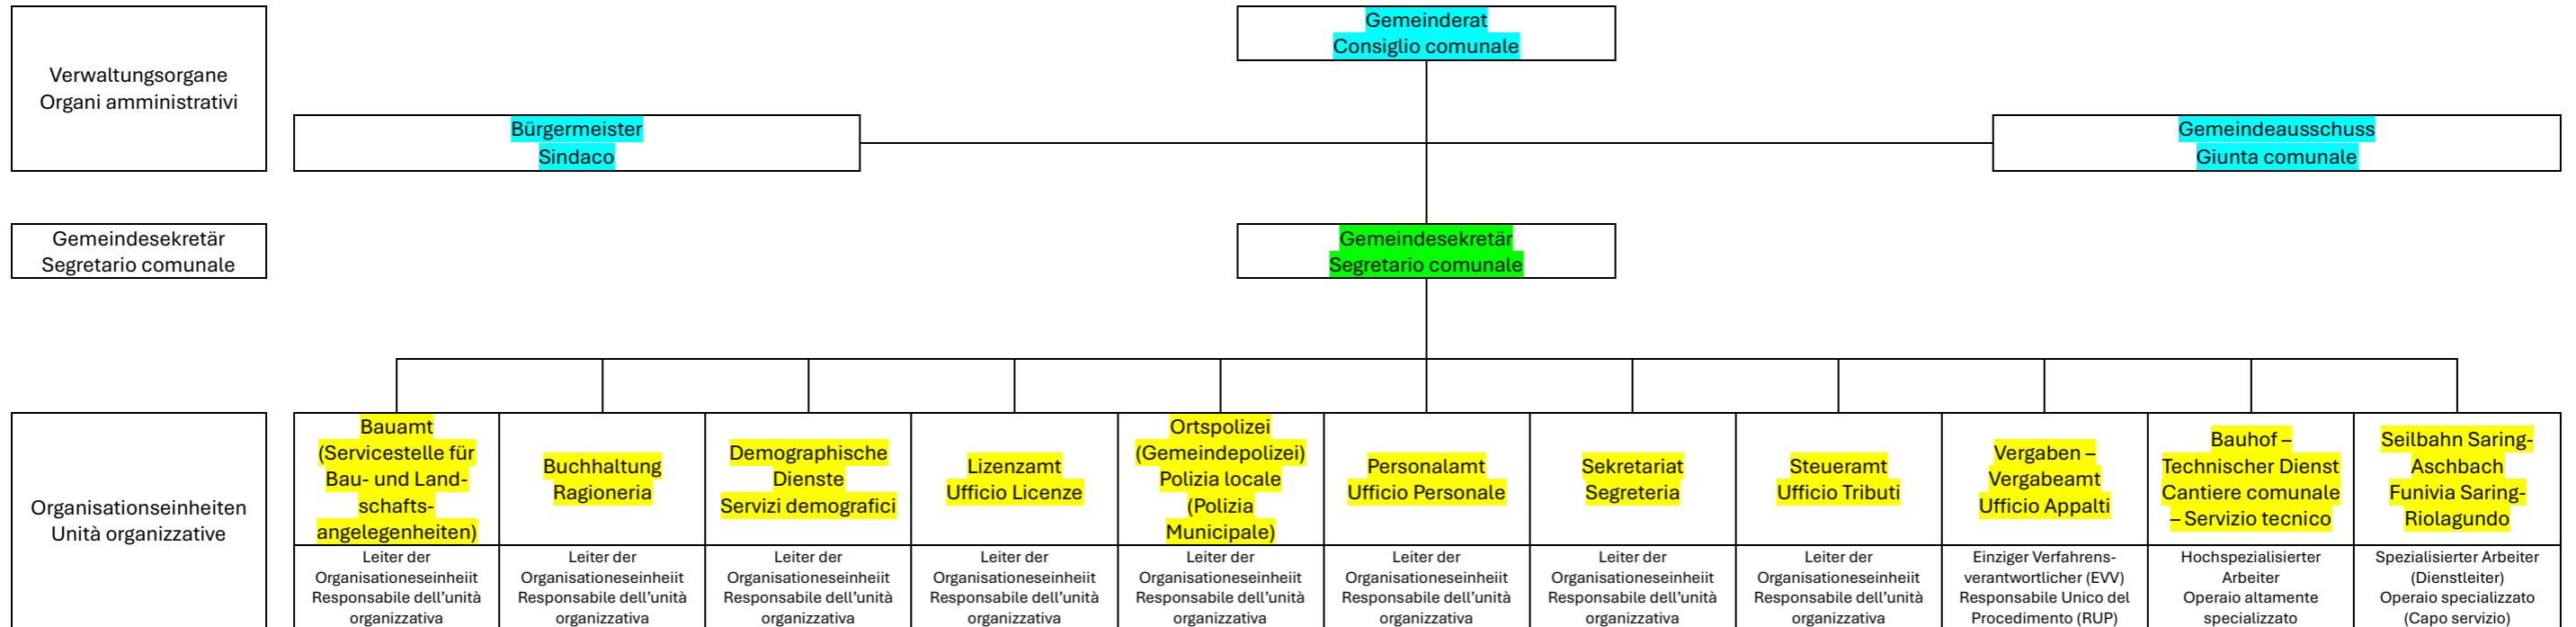 Verwaltungsorgane
Organi amministrativi
Gemeinderat
Consiglio comunale
Bürgermeister
Sindaco
Gemeindeausschuss
Giunta comunale
Gemeindesekretär
Segretario comunale
Gemeindesekretär
Segretario comunale
Organisationseinheiten
Unità organizzative
Bauamt
(Servicestelle für
Bau- und Land-
schafts-
angelegenheiten)
Leiter der
Organisationeseinheiit
Responsabile dell’unità
organizzativa
Buchhaltung
Ragioneria
Leiter der
Organisationeseinheiit
Responsabile dell’unità
organizzativa
Demographische
Dienste
Servizi demografici
Leiter der
Organisationeseinheiit
Responsabile dell’unità
organizzativa
Lizenzamt
Ufficio Licenze
Leiter der
Organisationeseinheiit
Responsabile dell’unità
organizzativa
Ortspolizei
(Gemeindepolizei)
Polizia locale
(Polizia
Municipale)
Leiter der
Organisationeseinheiit
Responsabile dell’unità
organizzativa
Personalamt
Ufficio Personale
Leiter der
Organisationeseinheiit
Responsabile dell’unità
organizzativa
Sekretariat
Segreteria
Leiter der
Organisationeseinheiit
Responsabile dell’unità
organizzativa
Steueramt
Ufficio Tributi
Leiter der
Organisationeseinheiit
Responsabile dell’unità
organizzativa
Vergaben –
Vergabeamt
Ufficio Appalti
Einziger Verfahrens-
verantwortlicher (EVV)
Responsabile Unico del
Procedimento (RUP)
Bauhof –
Technischer Dienst
Cantiere comunale
– Servizio tecnico
Hochspezialisierter
Arbeiter
Operaio altamente
specializzato
Seilbahn Saring-
Aschbach
Funivia Saring-
Riolagundo
Spezialisierter Arbeiter
(Dienstleiter)
Operaio specializzato
(Capo servizio)